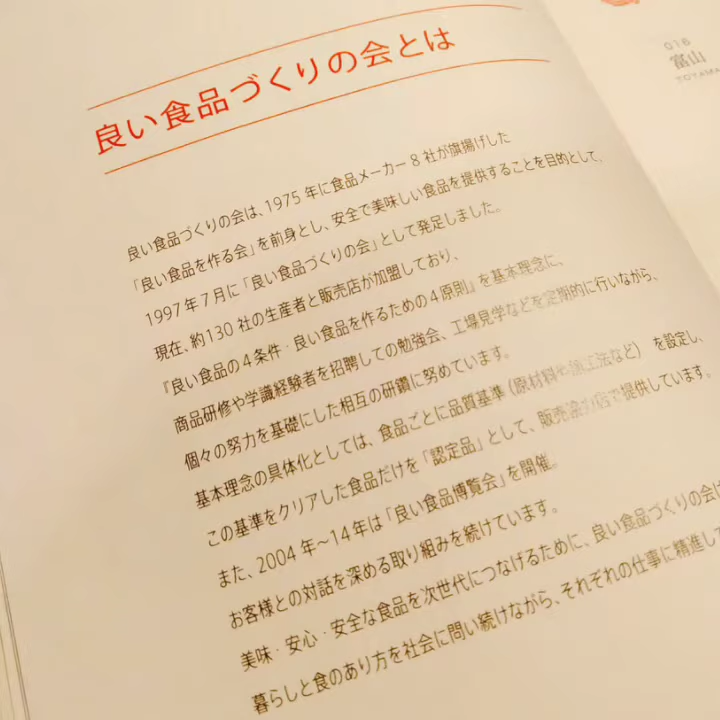 良い食品づくりの会とは
良い食品づくりの会は、1975年に食品メーカー8社が旗揚げした
「良い食品を作る会」を前身とし、安全で美味しい食品を提供することを目的として、
1997年7月に「良い食品づくりの会」として発足しました。
現在、約130社の生産者と販売店が加盟しており、
『良い食品の4条件・良い食品を作るための4原則』を基本理念に、
商品研修や学識経験者を招聘しての勉強会、工場見学などを定期的に行いながら、
個々の努力を基礎にした相互の研鑽に努めています。
基本理念の具体化としては、食品ごとに品質基準（原材料や加工法など）を設定し、
この基準をクリアした食品だけを「認定品」として、販売協力店で提供しています。
また、2004年〜14年は「良い食品博覧会」を開催。
お客様との対話を深める取り組みを続けています。
美味・安心・安全な食品を次世代につなげるために、良い食品づくりの会は
暮らしと食のあり方を社会に問い続けながら、それぞれの仕事に精進して
016
富山
TOYAMA